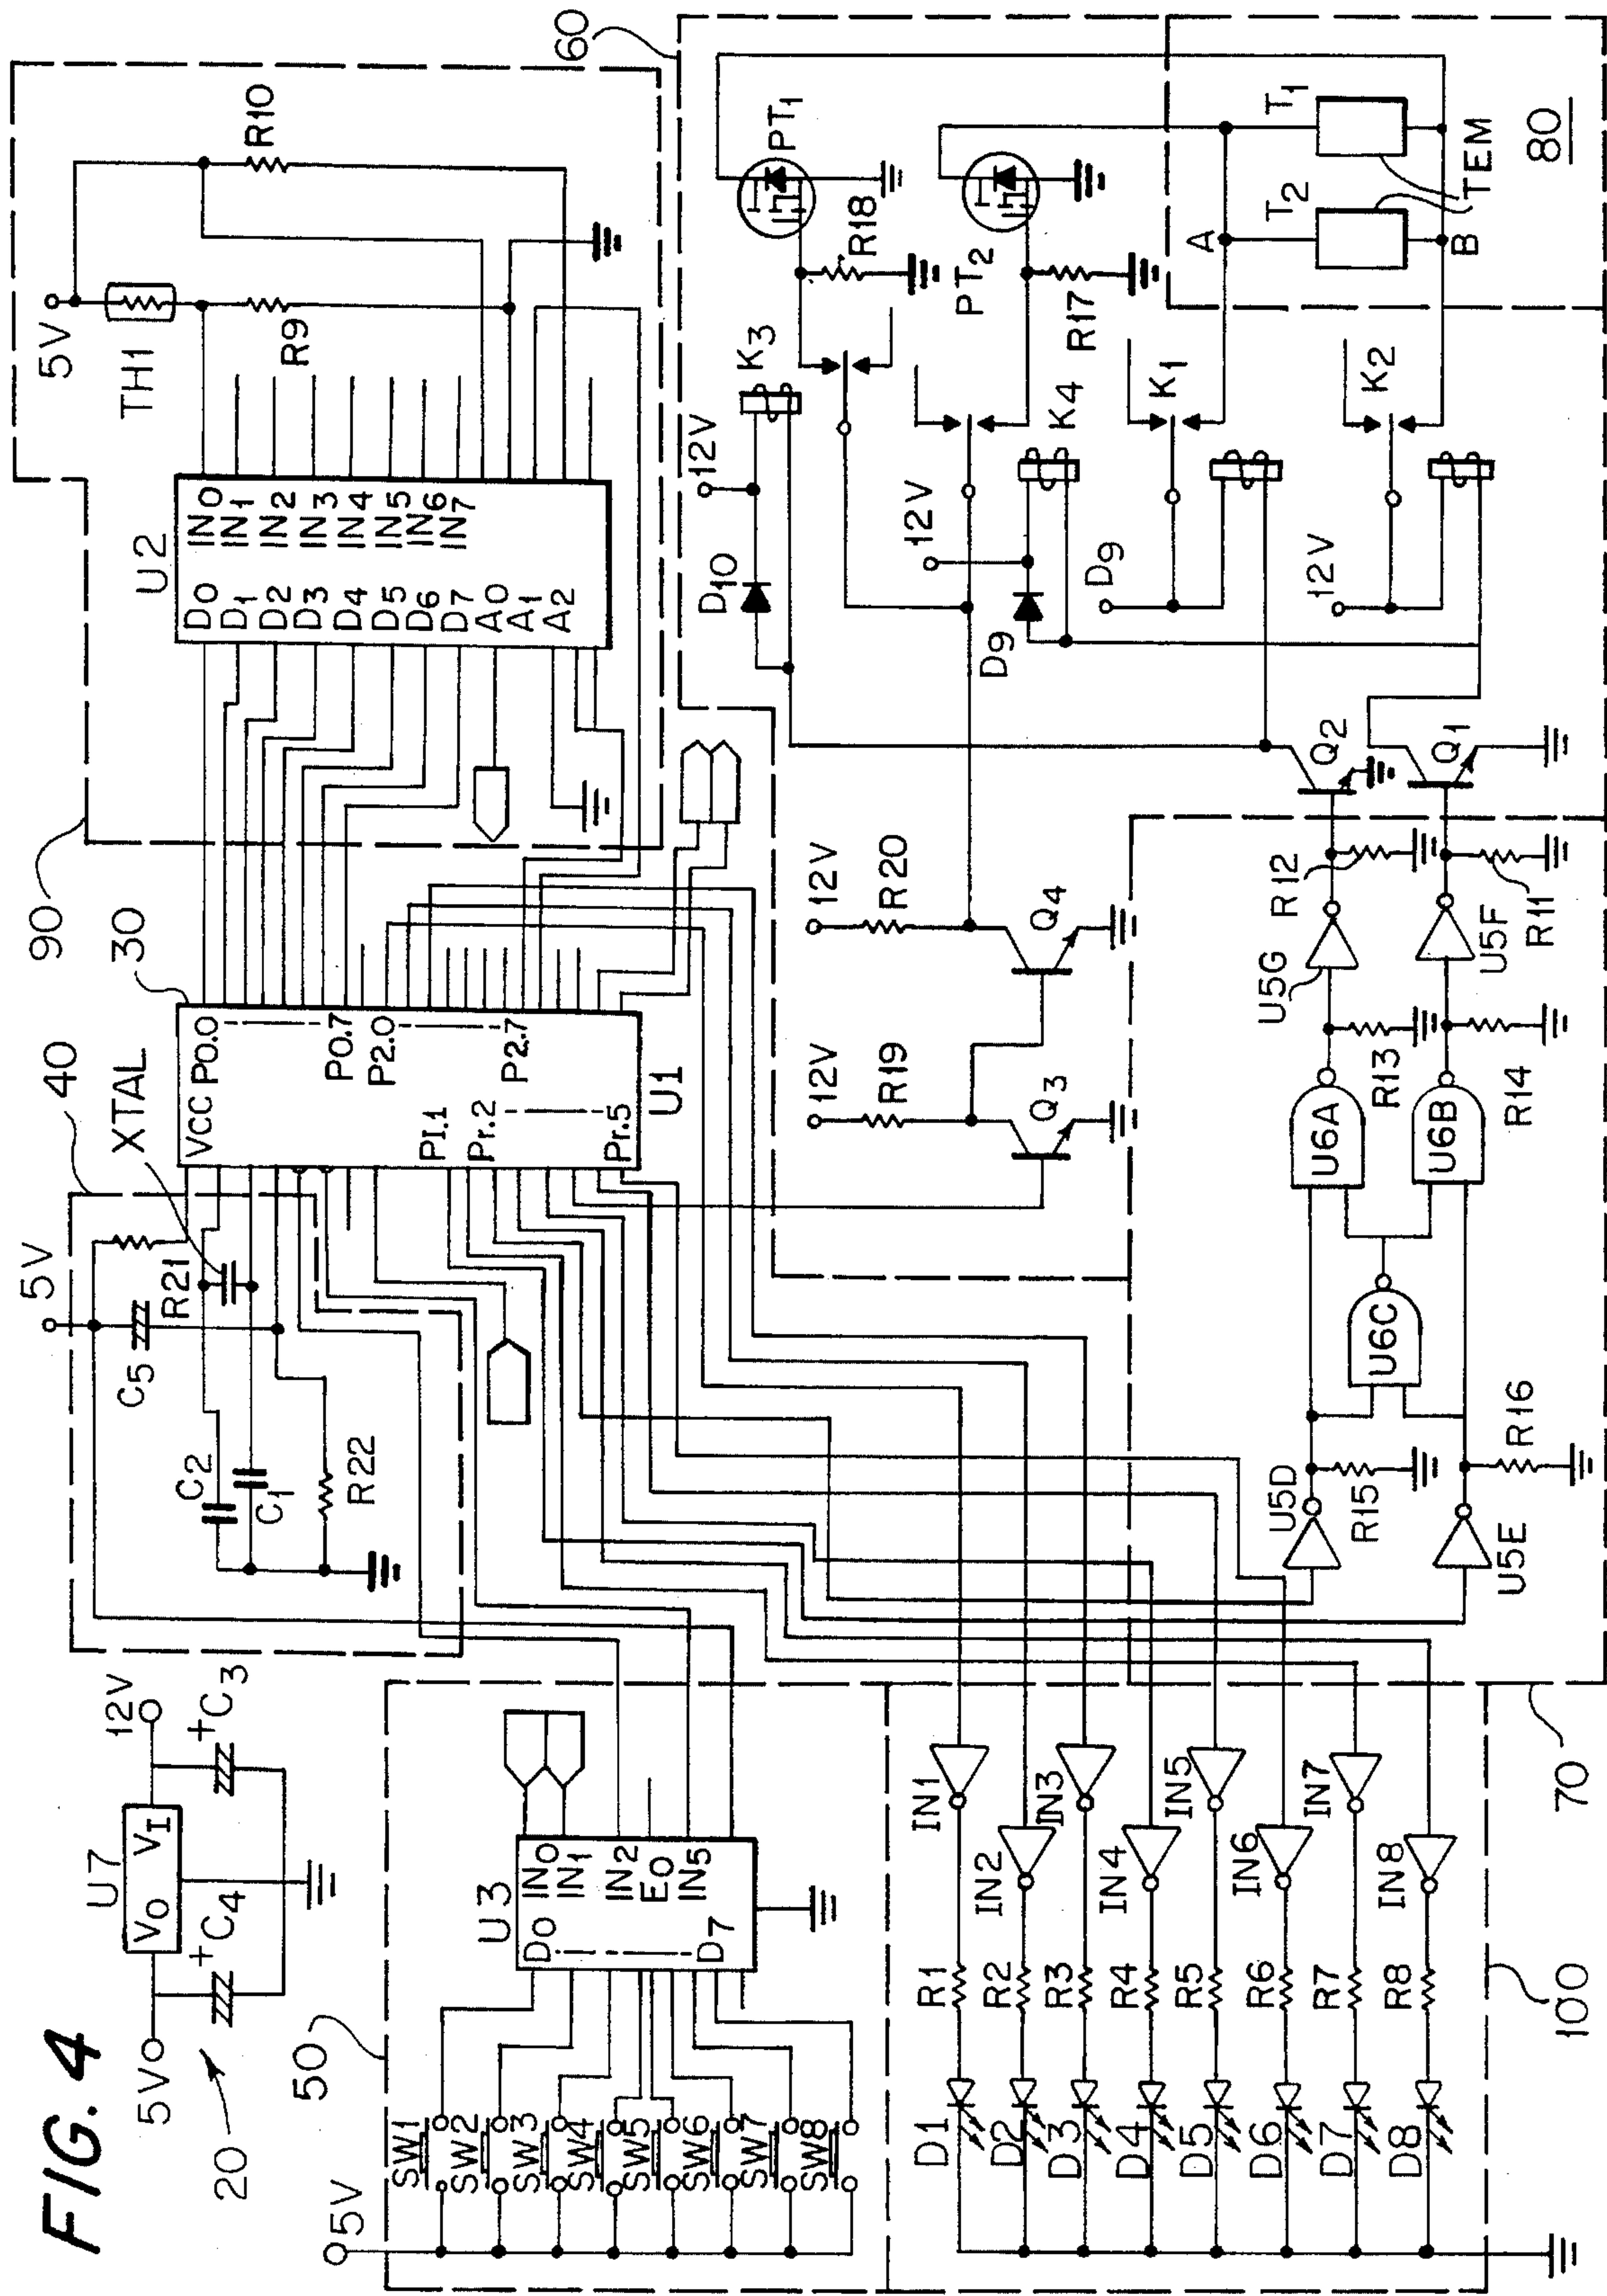 FIG. 4
20
5V
12V
U7
VO VI
+C4
+C3
40
5V
C5
R21
XTAL
C2
C1
R22
30
VCC
P0.0
P0.7
P2.0
P2.7
P1.1
Pr.2
Pr.5
U1
90
U2
D0
D1
D2
D3
D4
D5
D6
D7
A0
A1
A2
IN0
IN1
IN2
IN3
IN4
IN5
IN6
IN7
5V
TH1
R9
R10
50
5V
SW1
SW2
SW3
SW4
SW5
SW6
SW7
SW8
U3
D0
D7
IN0
IN1
IN2
E0
IN5
60
12V
R19
Q3
12V
R20
Q4
D10
12V
K3
R18
PT1
PT2
R17
12V
D9
K4
D9
K1
12V
K2
A
B
T2
T1
TEM
80
100
D1
D2
D3
D4
D5
D6
D7
D8
R1
R2
R3
R4
R5
R6
R7
R8
IN1
IN2
IN3
IN4
IN5
IN6
IN7
IN8
70
U5D
R15
U5E
R16
U6C
U6A
U6B
R13
R14
U5G
U5F
R12
R11
Q2
Q1